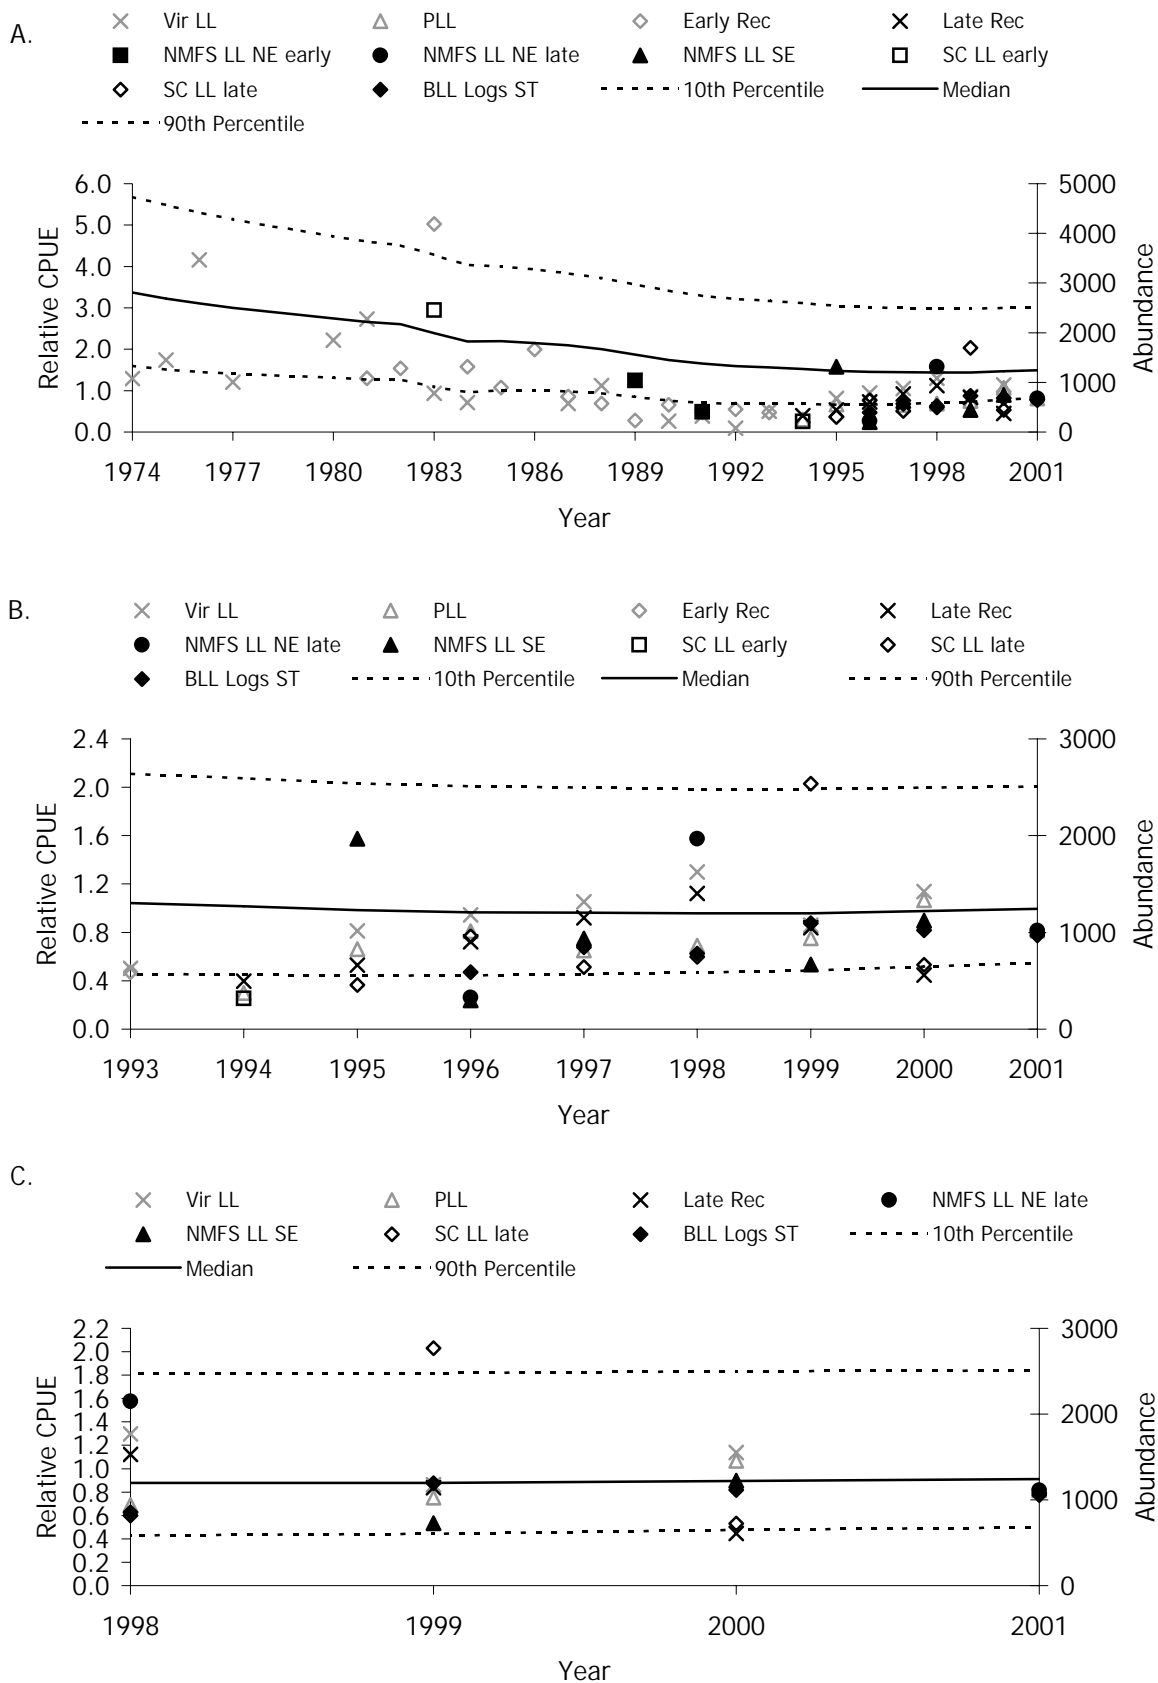 A.
Vir LL PLL Early Rec Late Rec
NMFS LL NE early NMFS LL NE late NMFS LL SE SC LL early
SC LL late BLL Logs ST 10th Percentile Median
90th Percentile
6.0 5000
5.0 4000
4.0 3000
3.0 2000
2.0 1000
1.0 0
0.0
Relative CPUE
Abundance
1974 1977 1980 1983 1986 1989 1992 1995 1998 2001
Year
B.
Vir LL PLL Early Rec Late Rec
NMFS LL NE late NMFS LL SE SC LL early SC LL late
BLL Logs ST 10th Percentile Median 90th Percentile
2.4 3000
2.0
1.6 2000
1.2
0.8 1000
0.4
0.0 0
Relative CPUE
Abundance
1993 1994 1995 1996 1997 1998 1999 2000 2001
Year
C.
Vir LL PLL Late Rec NMFS LL NE late
NMFS LL SE SC LL late BLL Logs ST 10th Percentile
Median 90th Percentile
2.2 3000
2.0
1.8
1.6
1.4 2000
1.2
1.0
0.8 1000
0.6
0.4
0.2
0.0 0
Relative CPUE
Abundance
1998 1999 2000 2001
Year